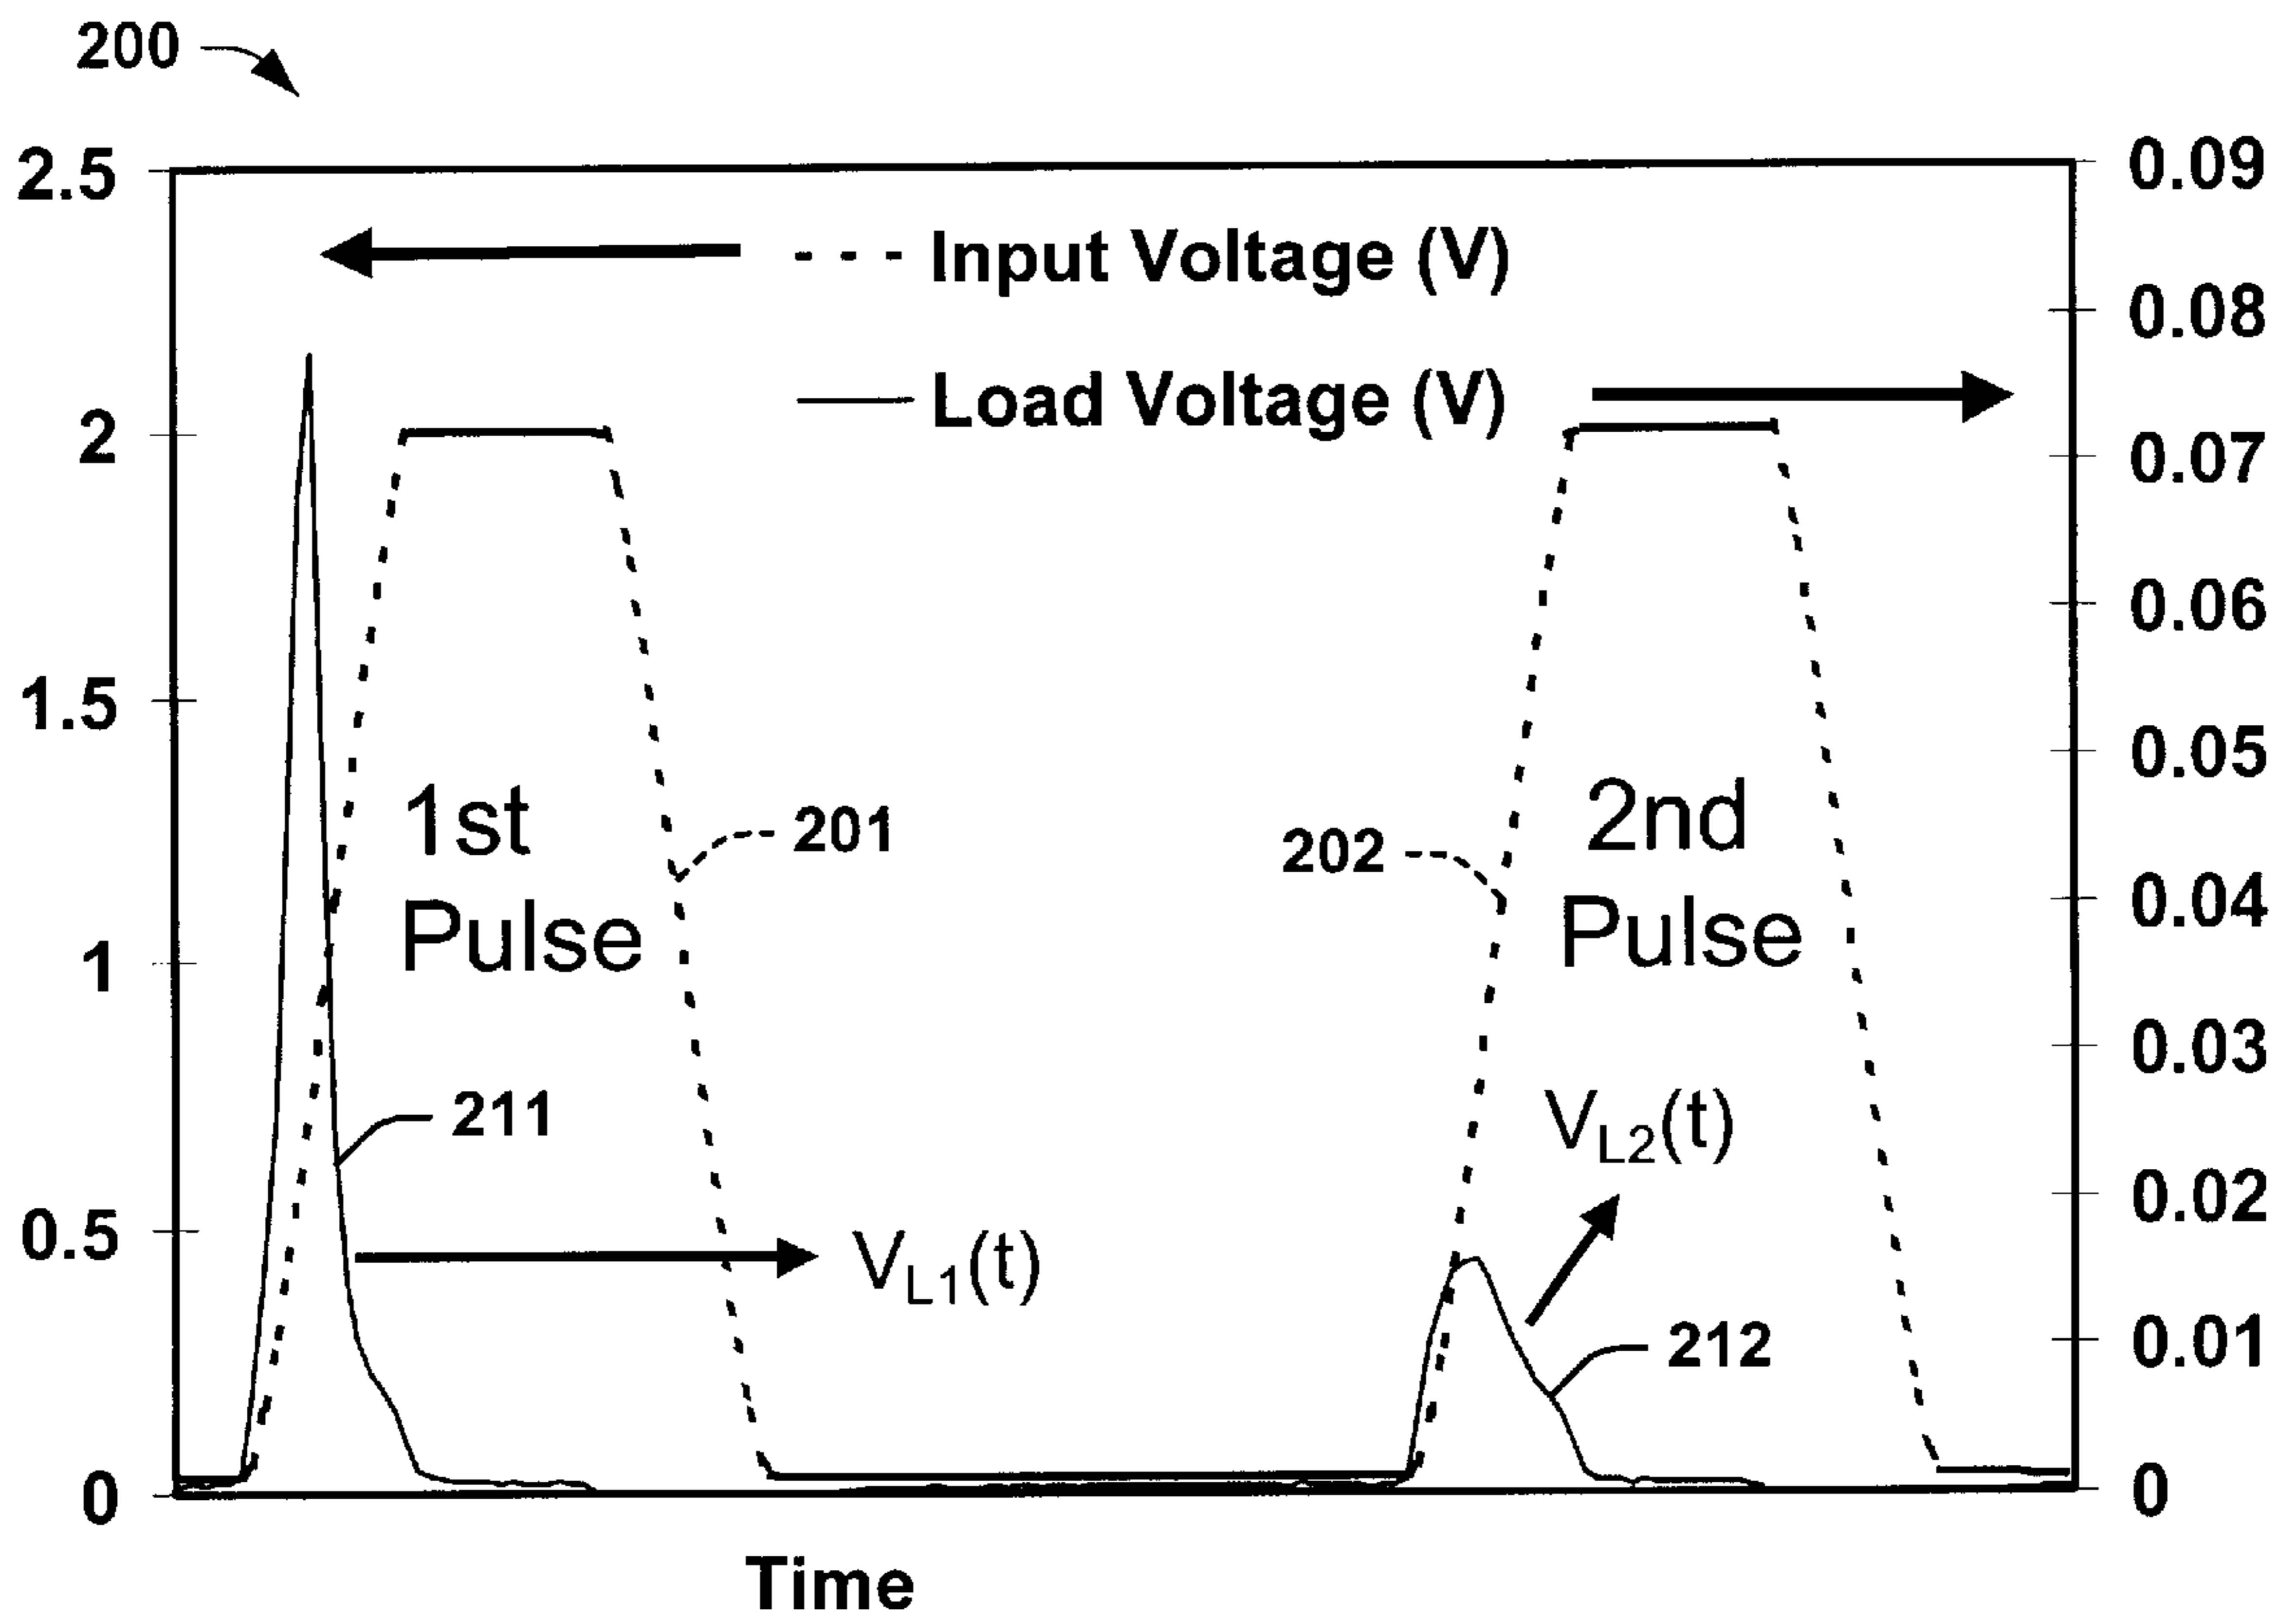 200
2.5
2
1.5
1
0.5
0
0.09
0.08
0.07
0.06
0.05
0.04
0.03
0.02
0.01
0
Input Voltage (V)
Load Voltage (V)
1st
Pulse
201
202
2nd
Pulse
211
VL1(t)
VL2(t)
212
Time